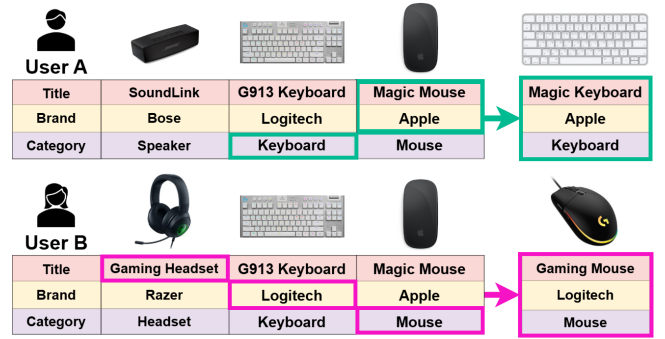 User A
Title SoundLink G913 Keyboard Magic Mouse Magic Keyboard
Brand Bose Logitech Apple Apple
Category Speaker Keyboard Mouse Keyboard
User B
Title Gaming Headset G913 Keyboard Magic Mouse Gaming Mouse
Brand Razer Logitech Apple Logitech
Category Headset Keyboard Mouse Mouse